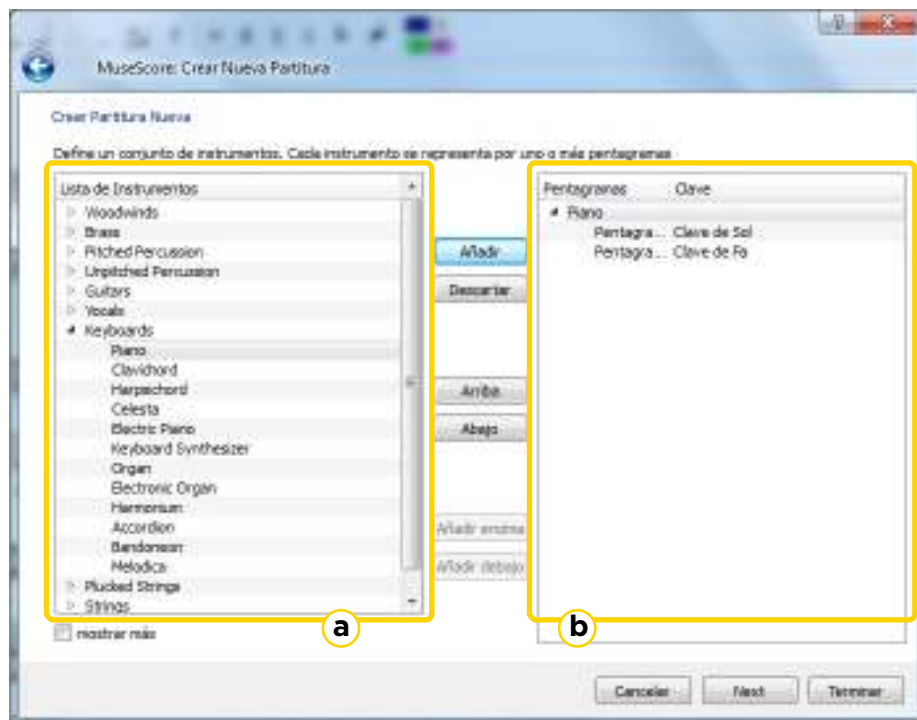 MuseScore: Crear Nueva Partitura
Crear Partitura Nueva
Define un conjunto de instrumentos. Cada instrumento se representa por uno o más pentagramas
Lista de Instrumentos
Woodwinds
Brass
Pitched Percussion
Unpitched Percussion
Guitars
Vocals
Keyboards
Piano
Clavichord
Harpsichord
Celesta
Electric Piano
Keyboard Synthesizer
Organ
Electronic Organ
Harmonium
Accordion
Bandoneon
Melodica
Plucked Strings
Strings
mostrar más
a
Añadir
Descartar
Arriba
Abajo
Añadir encima
Añadir debajo
Pentagramas Clave
Piano
Pentagra... Clave de Sol
Pentagra... Clave de Fa
b
Cancelar Next Terminar